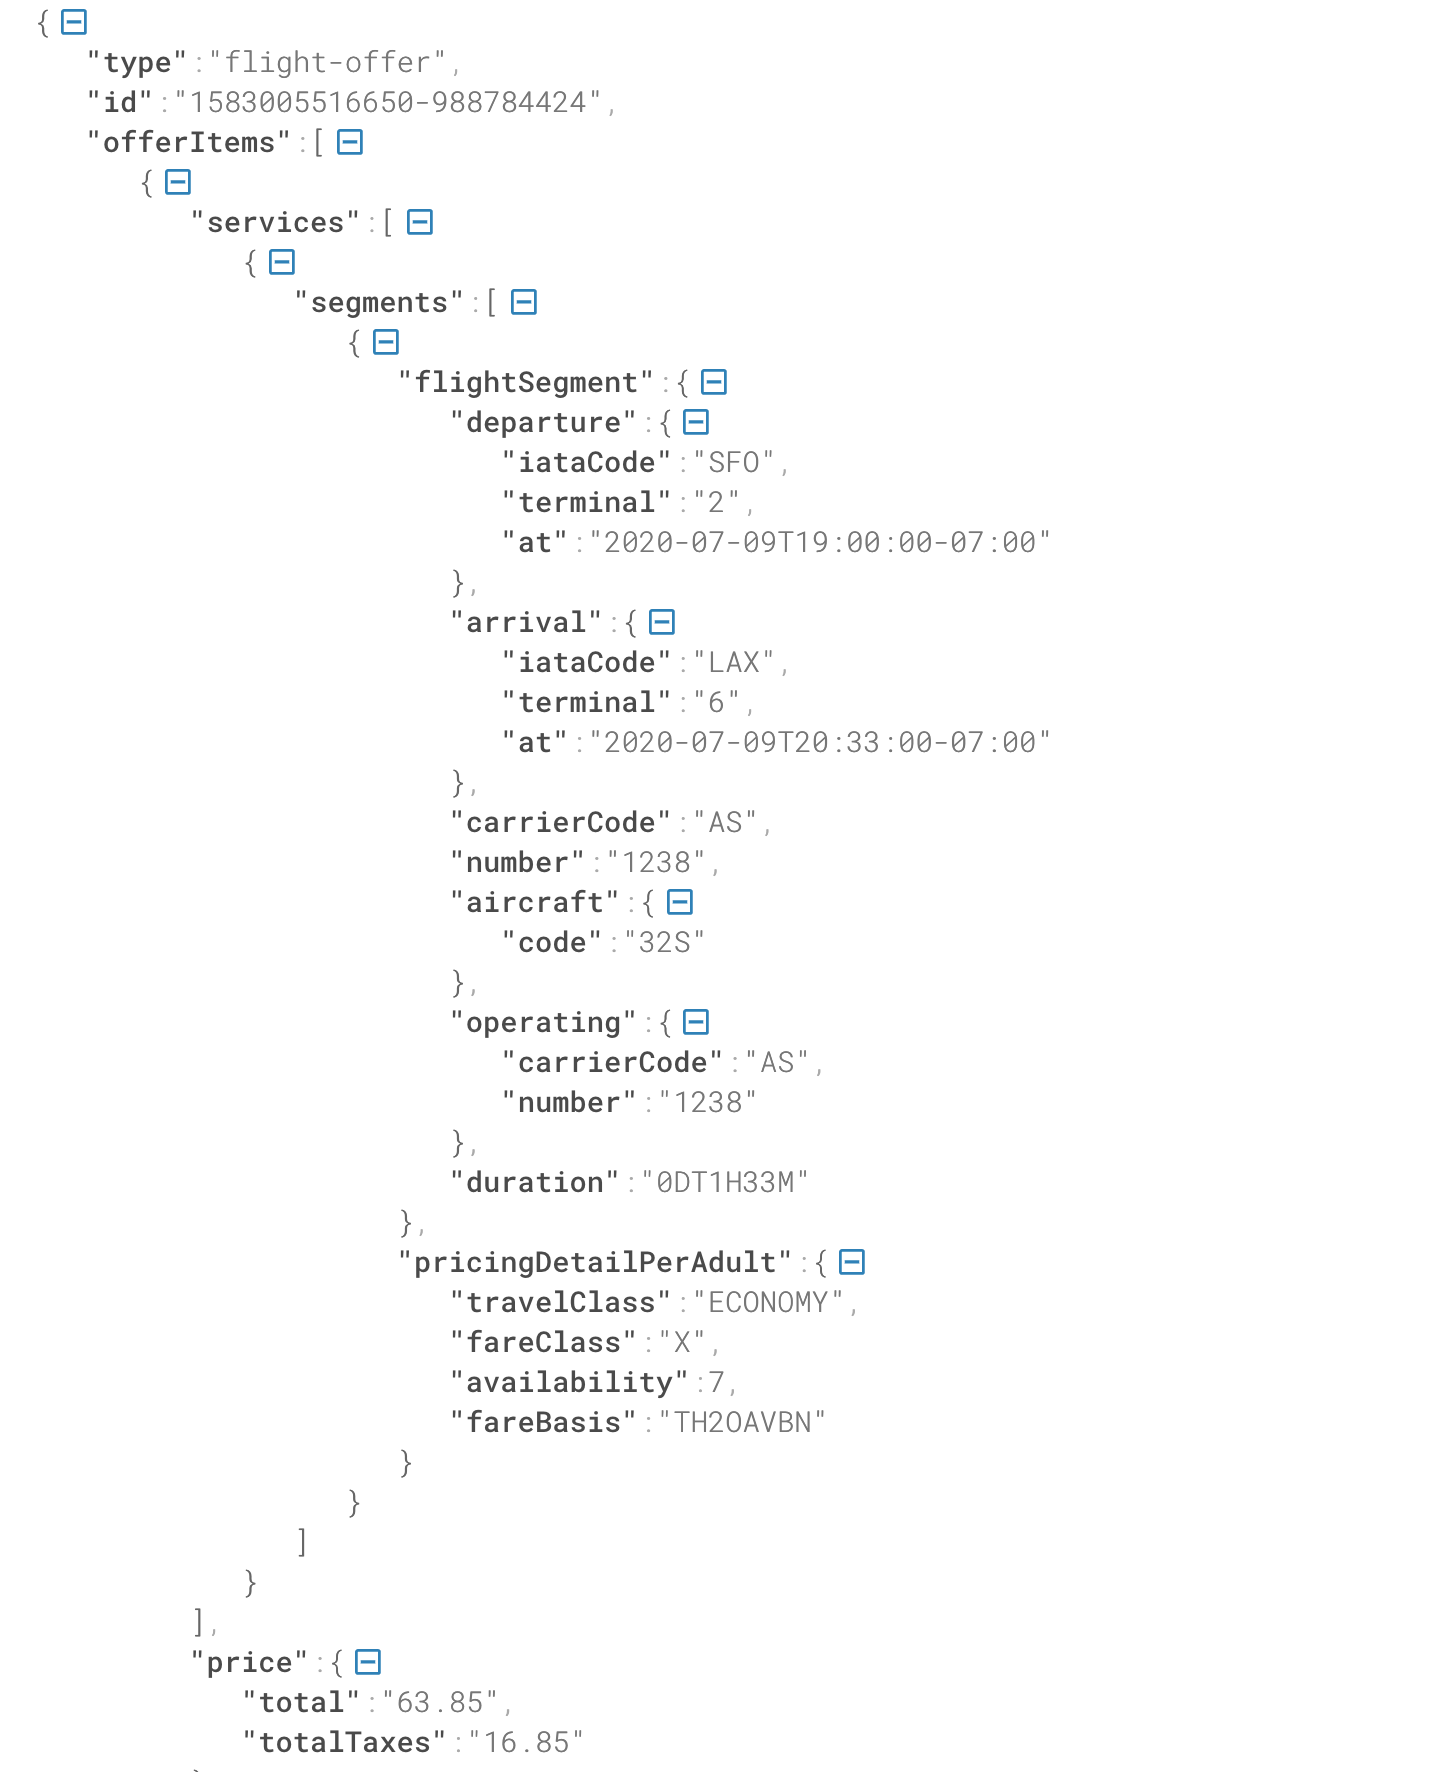 {
"type":"flight-offer",
"id":"1583005516650-988784424",
"offerItems":[
{
"services":[
{
"segments":[
{
"flightSegment":{
"departure":{
"iataCode":"SFO",
"terminal":"2",
"at":"2020-07-09T19:00:00-07:00"
},
"arrival":{
"iataCode":"LAX",
"terminal":"6",
"at":"2020-07-09T20:33:00-07:00"
},
"carrierCode":"AS",
"number":"1238",
"aircraft":{
"code":"32S"
},
"operating":{
"carrierCode":"AS",
"number":"1238"
},
"duration":"0DT1H33M"
},
"pricingDetailPerAdult":{
"travelClass":"ECONOMY",
"fareClass":"X",
"availability":7,
"fareBasis":"TH2OAVBN"
}
}
]
}
],
"price":{
"total":"63.85",
"totalTaxes":"16.85"